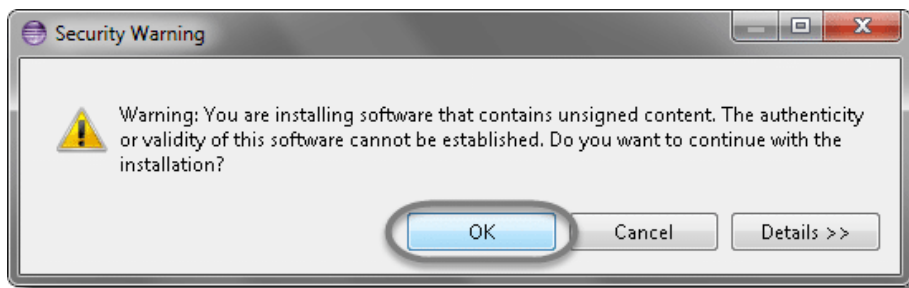 Security Warning
Warning: You are installing software that contains unsigned content. The authenticity
or validity of this software cannot be established. Do you want to continue with the
installation?
OK Cancel Details >>